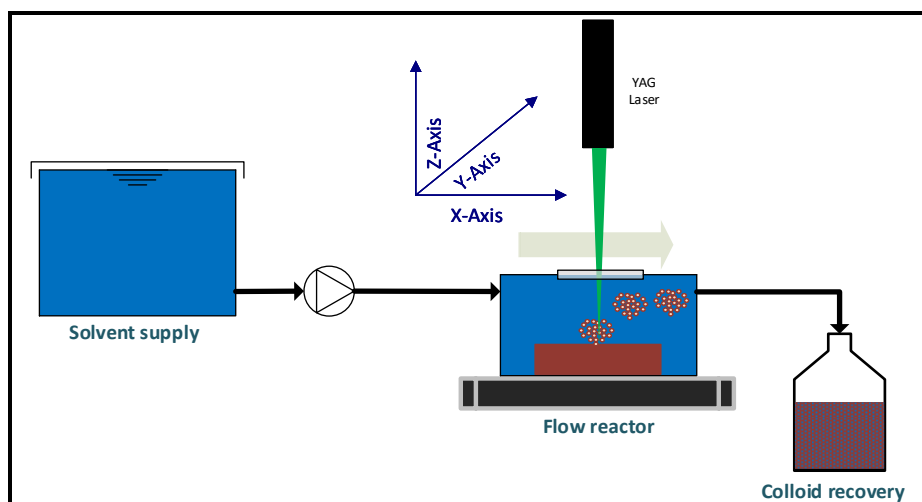 YAG
Laser
Z-Axis
Y-Axis
X-Axis
Solvent supply
Flow reactor
Colloid recovery